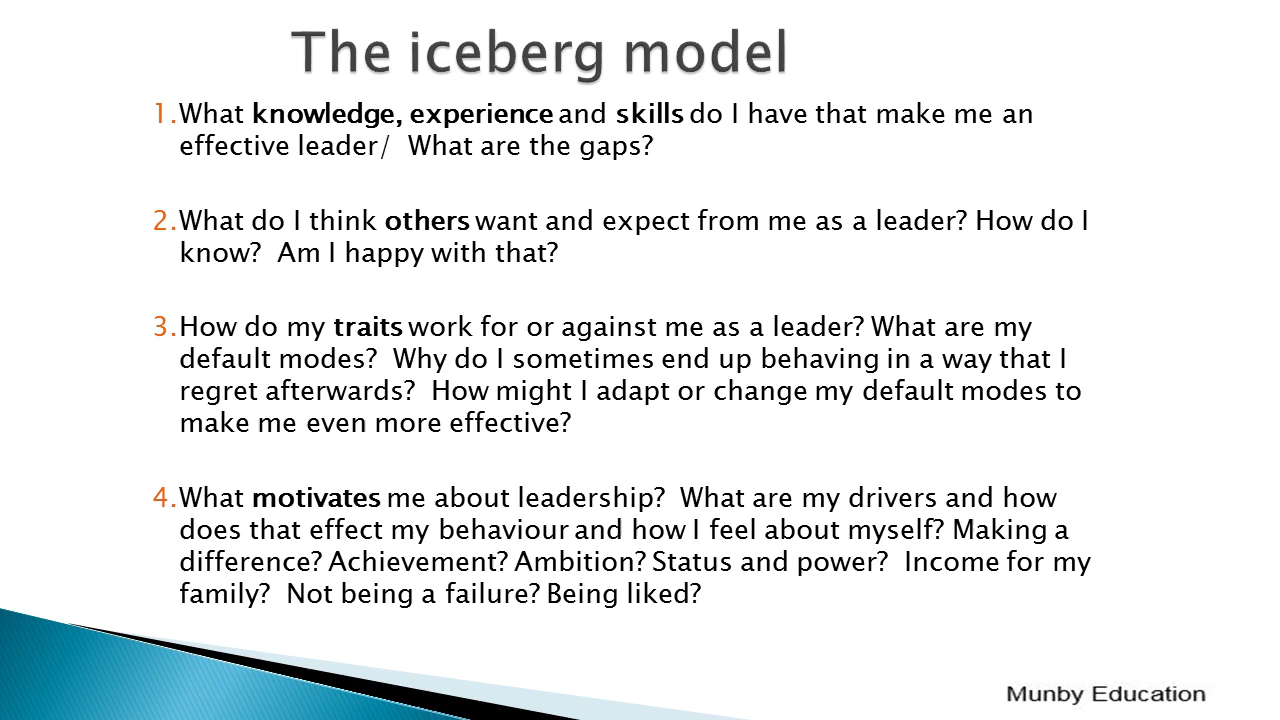 The iceberg model
1.What knowledge, experience and skills do I have that make me an
effective leader/  What are the gaps?
2.What do I think others want and expect from me as a leader? How do I
know?  Am I happy with that?
3.How do my traits work for or against me as a leader? What are my
default modes?  Why do I sometimes end up behaving in a way that I
regret afterwards?  How might I adapt or change my default modes to
make me even more effective?
4.What motivates me about leadership?  What are my drivers and how
does that effect my behaviour and how I feel about myself? Making a
difference? Achievement? Ambition? Status and power?  Income for my
family?  Not being a failure? Being liked?
Munby Education